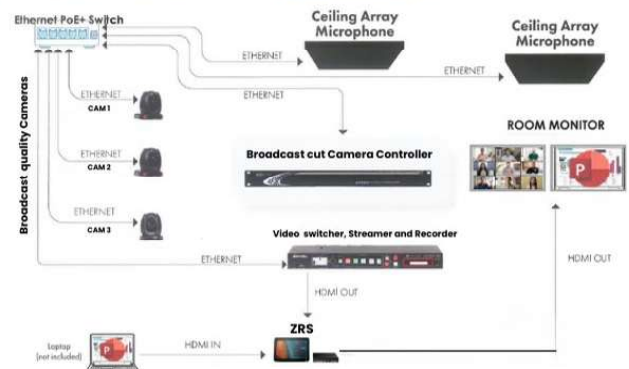 Ethernet PoE+ Switch
Ceiling Array
Microphone
Ceiling Array
Microphone
ETHERNET
ETHERNET
ETHERNET
ETHERNET
CAM 1
ETHERNET
CAM 2
ETHERNET
CAM 3
Broadcast quality Cameras
ROOM MONITOR
Broadcast cut Camera Controller
P
Video switcher, Streamer and Recorder
ETHERNET
HDMI OUT
HDMI OUT
ZRS
Laptop
(not included)
P
HDMI IN